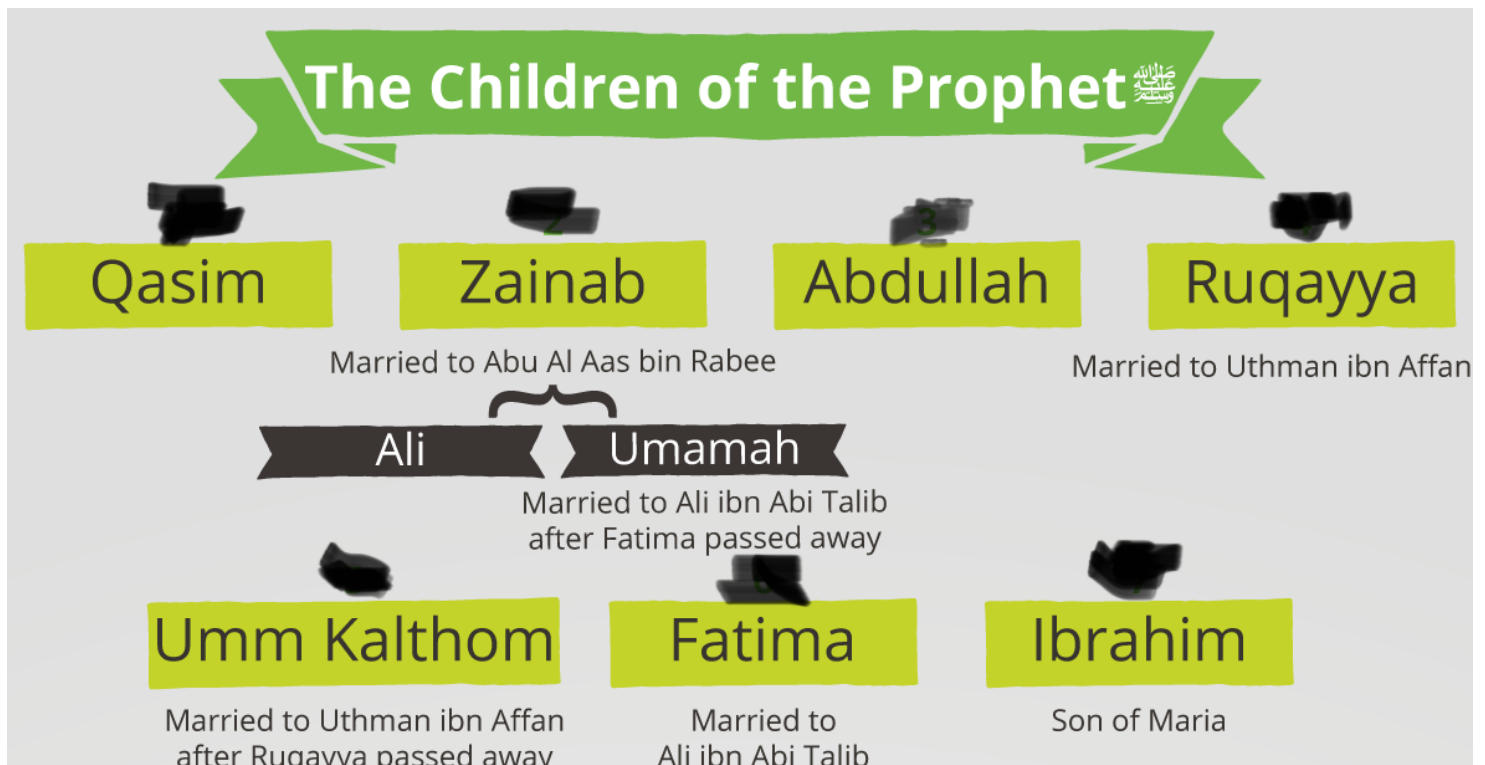 The Children of the Prophet ﷺ
Qasim
Zainab
Abdullah
Ruqayya
Married to Abu Al Aas bin Rabee
Married to Uthman ibn Affan
Ali
Umamah
Married to Ali ibn Abi Talib
after Fatima passed away
3
Umm Kalthom
Fatima
Ibrahim
Married to Uthman ibn Affan
after Ruqayya passed away
Married to
Ali ibn Abi Talib
Son of Maria